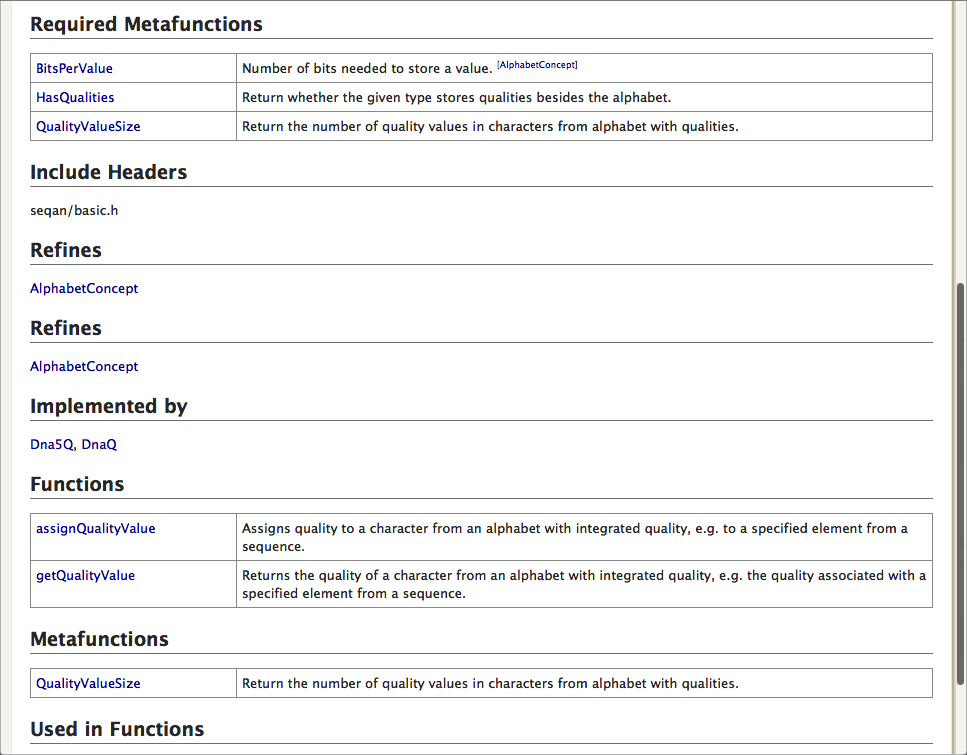 Required Metafunctions
BitsPerValue Number of bits needed to store a value. [AlphabetConcept]
HasQualities Return whether the given type stores qualities besides the alphabet.
QualityValueSize Return the number of quality values in characters from alphabet with qualities.
Include Headers
seqan/basic.h
Refines
AlphabetConcept
Refines
AlphabetConcept
Implemented by
Dna5Q, DnaQ
Functions
assignQualityValue Assigns quality to a character from an alphabet with integrated quality, e.g. to a specified element from a
sequence.
getQualityValue Returns the quality of a character from an alphabet with integrated quality, e.g. the quality associated with a
specified element from a sequence.
Metafunctions
QualityValueSize Return the number of quality values in characters from alphabet with qualities.
Used in Functions